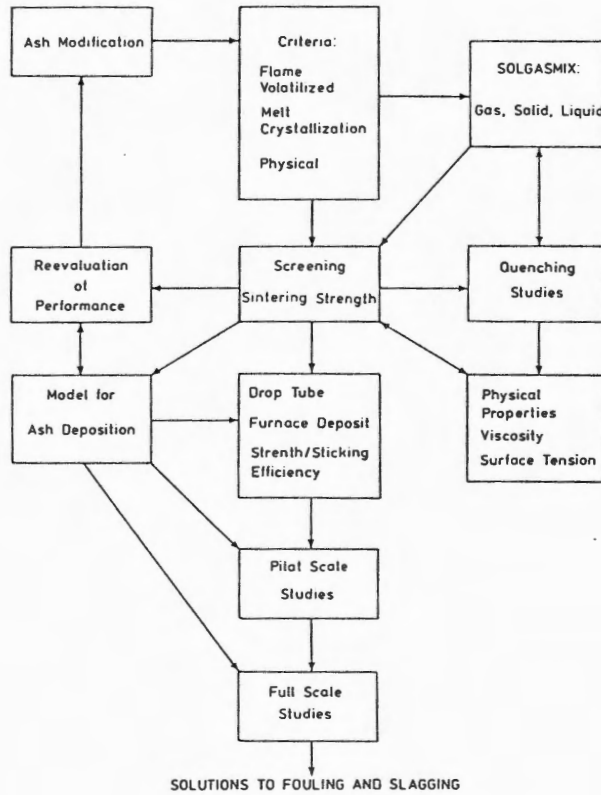 Ash Modification
Criteria:
Flame
Volatilized
Melt
Crystallization
Physical
SOLGASMIX:
Gas, Solid, Liquid
Reevaluation
of
Performance
Screening
Sintering Strength
Quenching
Studies
Model for
Ash Deposition
Drop Tube
Furnace Deposit
Strenth/Sticking
Efficiency
Physical
Properties
Viscosity
Surface Tension
Pilat Scale
Studies
Full Scale
Studies
SOLUTIONS TO FOULING AND SLAGGING